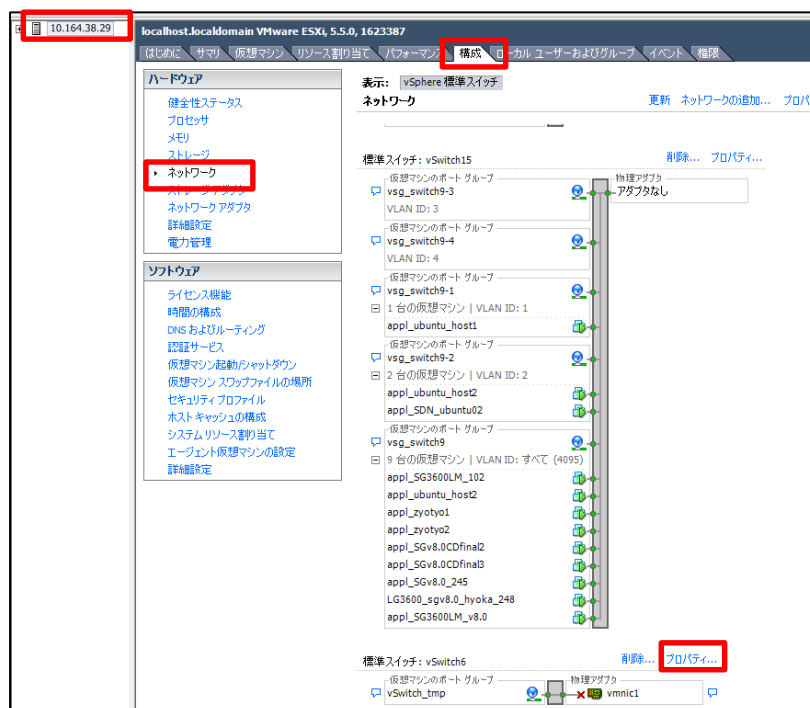 10.164.38.29
localhost.localdomain VMware ESXi, 5.5.0, 1623387
はじめに サマリ 仮想マシン リソース割り当て パフォーマンス 構成 ローカル ユーザーおよびグループ イベント 権限
ハードウェア
健全性ステータス
プロセッサ
メモリ
ストレージ
ネットワーク
ストレージ アダプタ
ネットワーク アダプタ
詳細設定
電力管理
ソフトウェア
ライセンス機能
時間の構成
DNS およびルーティング
認証サービス
仮想マシン起動/シャットダウン
仮想マシン スワップファイルの場所
セキュリティ プロファイル
ホスト キャッシュの構成
システム リソース割り当て
エージェント仮想マシンの設定
詳細設定
表示: vSphere 標準スイッチ
ネットワーク 更新 ネットワークの追加... プロパ
標準スイッチ: vSwitch15 削除... プロパティ...
仮想マシンのポート グループ 物理アダプタ
vsg_switch9-3 アダプタなし
VLAN ID: 3
仮想マシンのポート グループ
vsg_switch9-4
VLAN ID: 4
仮想マシンのポート グループ
vsg_switch9-1
1 台の仮想マシン | VLAN ID: 1
appl_ubuntu_host1
仮想マシンのポート グループ
vsg_switch9-2
2 台の仮想マシン | VLAN ID: 2
appl_ubuntu_host2
appl_SDN_ubuntu02
仮想マシンのポート グループ
vsg_switch9
9 台の仮想マシン | VLAN ID: すべて (4095)
appl_SG3600LM_102
appl_ubuntu_host2
appl_zyotyo1
appl_zyotyo2
appl_SGv8.0CDfinal2
appl_SGv8.0CDfinal3
appl_SGv8.0_245
LG3600_sgv8.0_hyoka_248
appl_SG3600LM_v8.0
標準スイッチ: vSwitch6 削除... プロパティ...
仮想マシンのポート グループ 物理アダプタ
vSwitch_tmp vmnic1